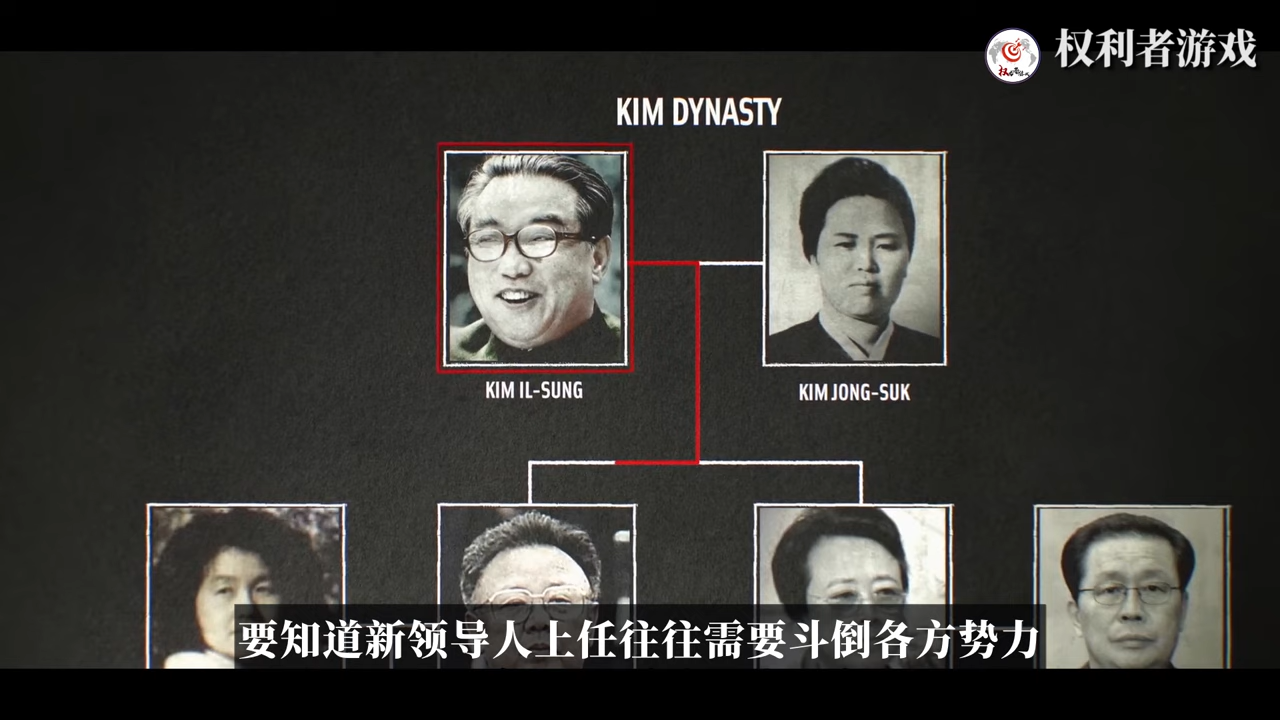 权利者游戏
KIM DYNASTY
KIM IL-SUNG
KIM JONG-SUK
要知道新领导人上任往往需要斗倒各方势力